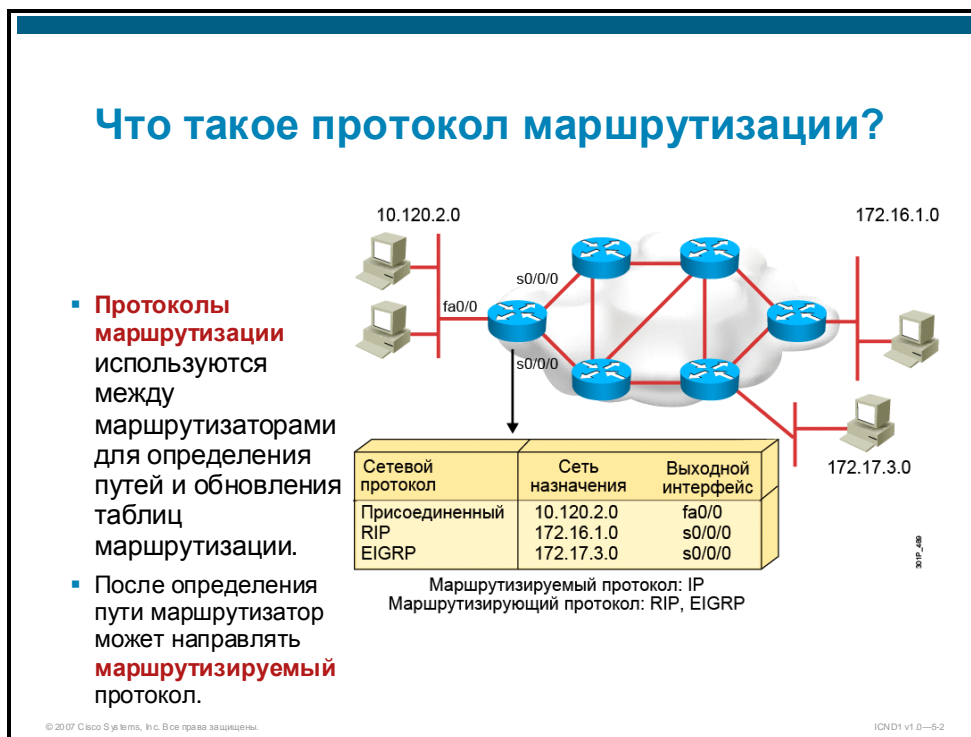 Что такое протокол маршрутизации?
Протоколы
маршрутизации
используются
между
маршрутизаторами
для определения
путей и обновления
таблиц
маршрутизации.
После определения
пути маршрутизатор
может направлять
маршрутизируемый
протокол.
10.120.2.0
172.16.1.0
s0/0/0
fa0/0
s0/0/0
172.17.3.0
Сетевой протокол Сеть назначения Выходной интерфейс
Присоединенный 10.120.2.0 fa0/0
RIP 172.16.1.0 s0/0/0
EIGRP 172.17.3.0 s0/0/0
301P_489
Маршрутизируемый протокол: IP
Маршрутизирующий протокол: RIP, EIGRP
© 2007 Cisco Systems, Inc. Все права защищены.
ICND1 v1.0—5-2